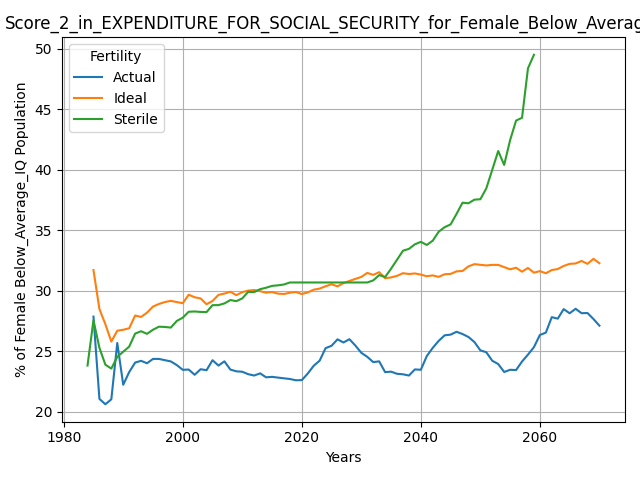 Score_2_in_EXPENDITURE_FOR_SOCIAL_SECURITY_for_Female_Below_Averag
Fertility
Actual
Ideal
Sterile
% of Female Below_Average_IQ Population
50
45
40
35
30
25
20
1980 2000 2020 2040 2060
Years